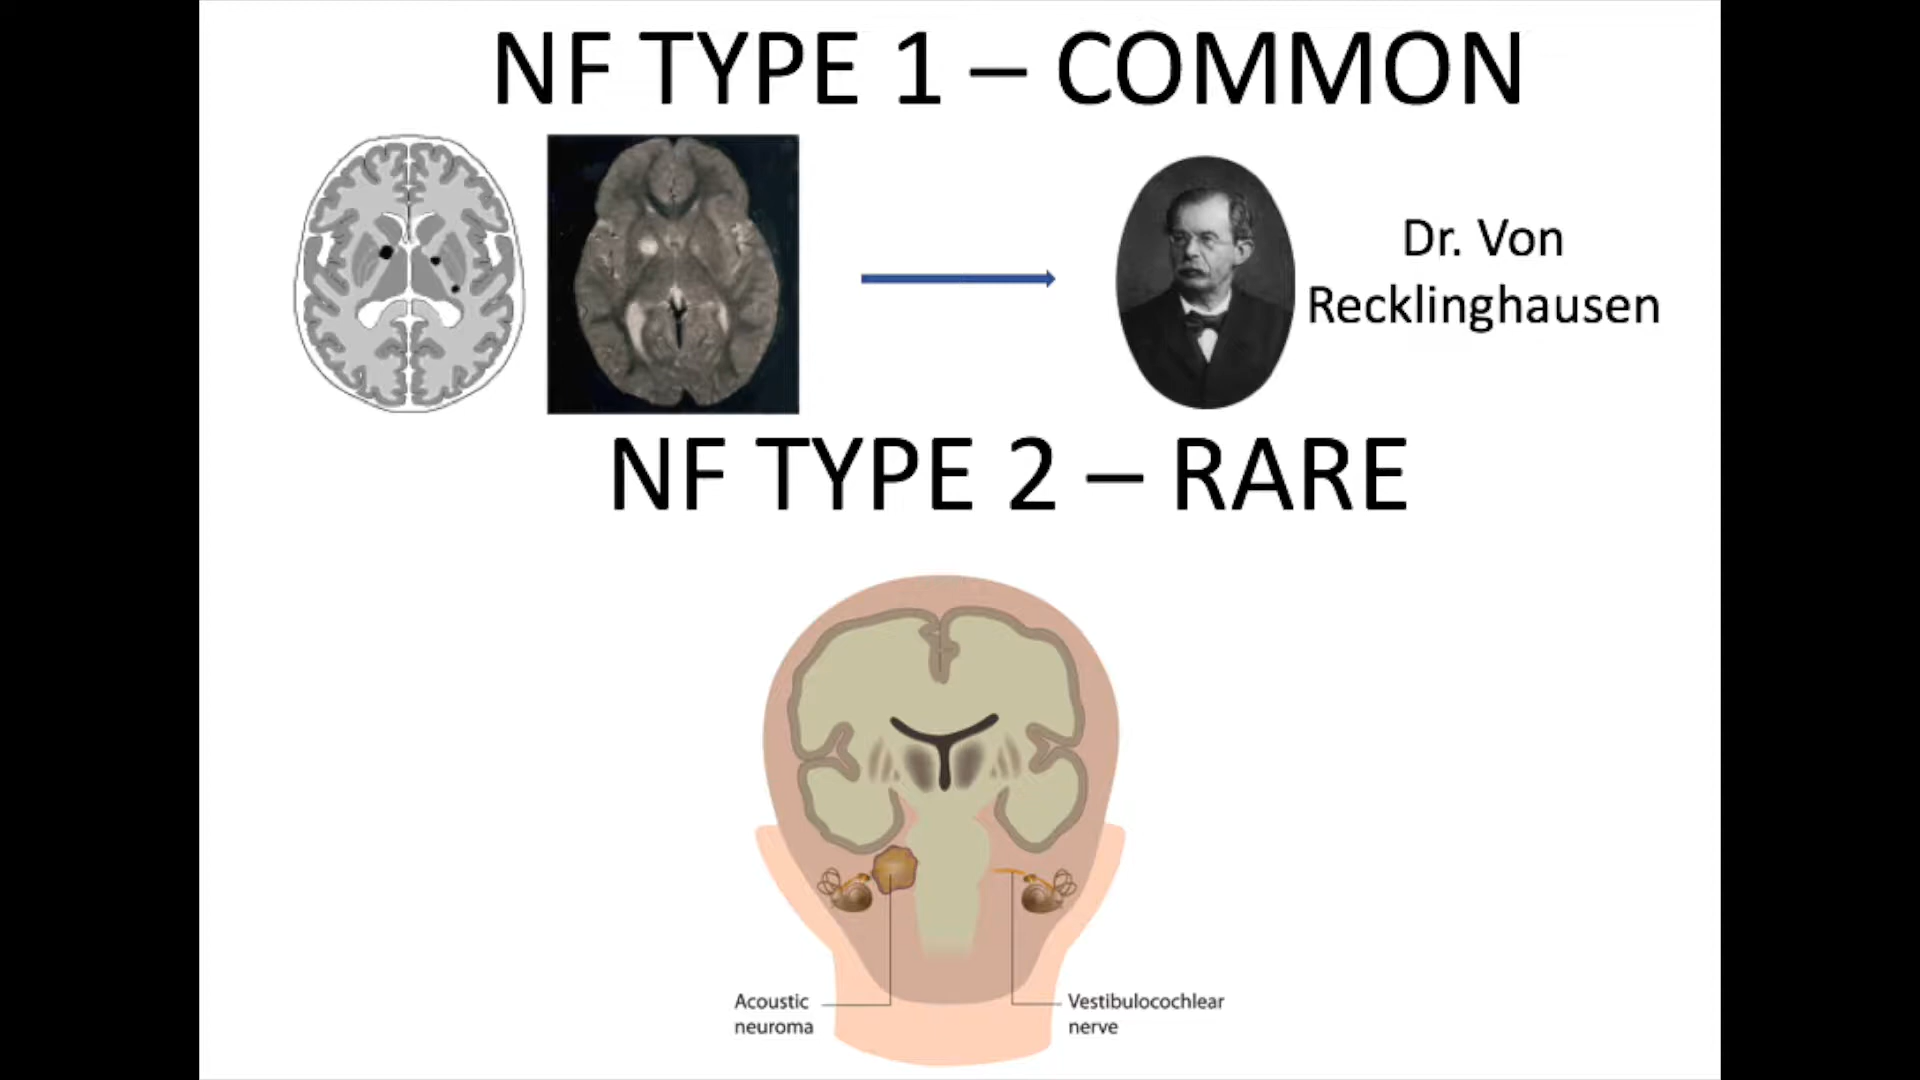 NF TYPE 1 – COMMON
Dr. Von
Recklinghausen
NF TYPE 2 – RARE
Acoustic
neuroma
Vestibulocochlear
nerve